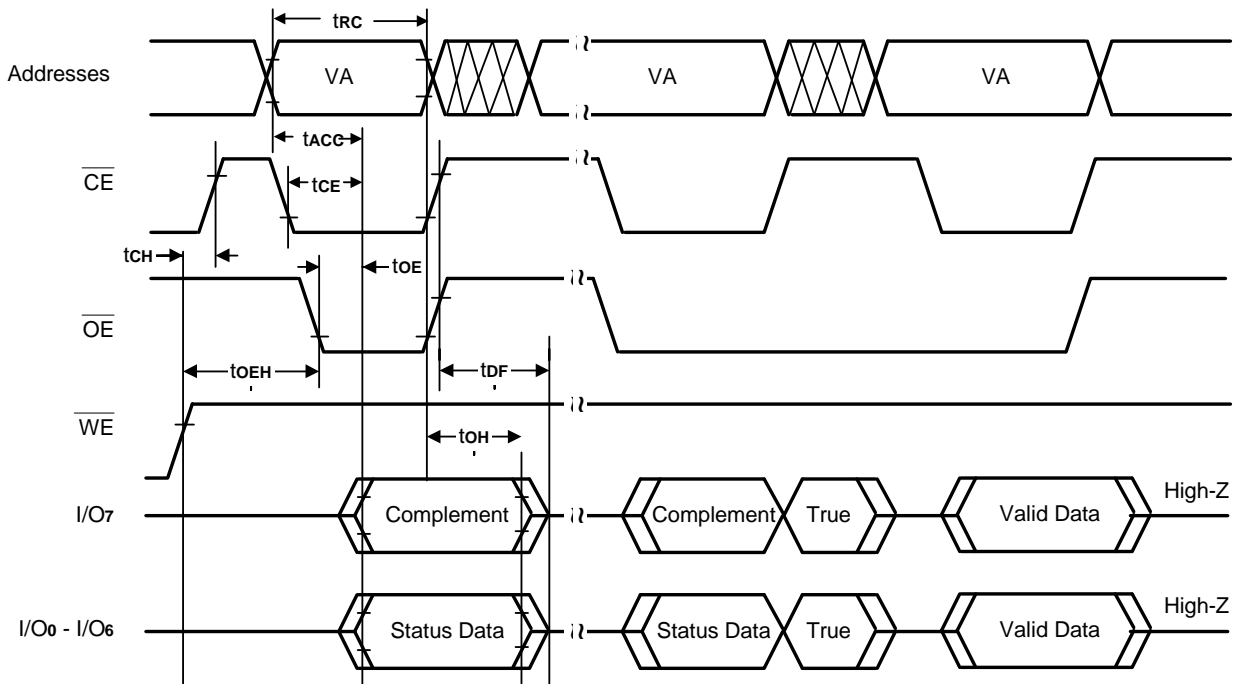 tRC
Addresses
VA
VA
VA
tACC
CE
tCE
tCH
tOE
OE
tOEH
tDF
WE
tOH
I/O7
Complement
Complement
True
Valid Data
High-Z
I/O0 - I/O6
Status Data
Status Data
True
Valid Data
High-Z